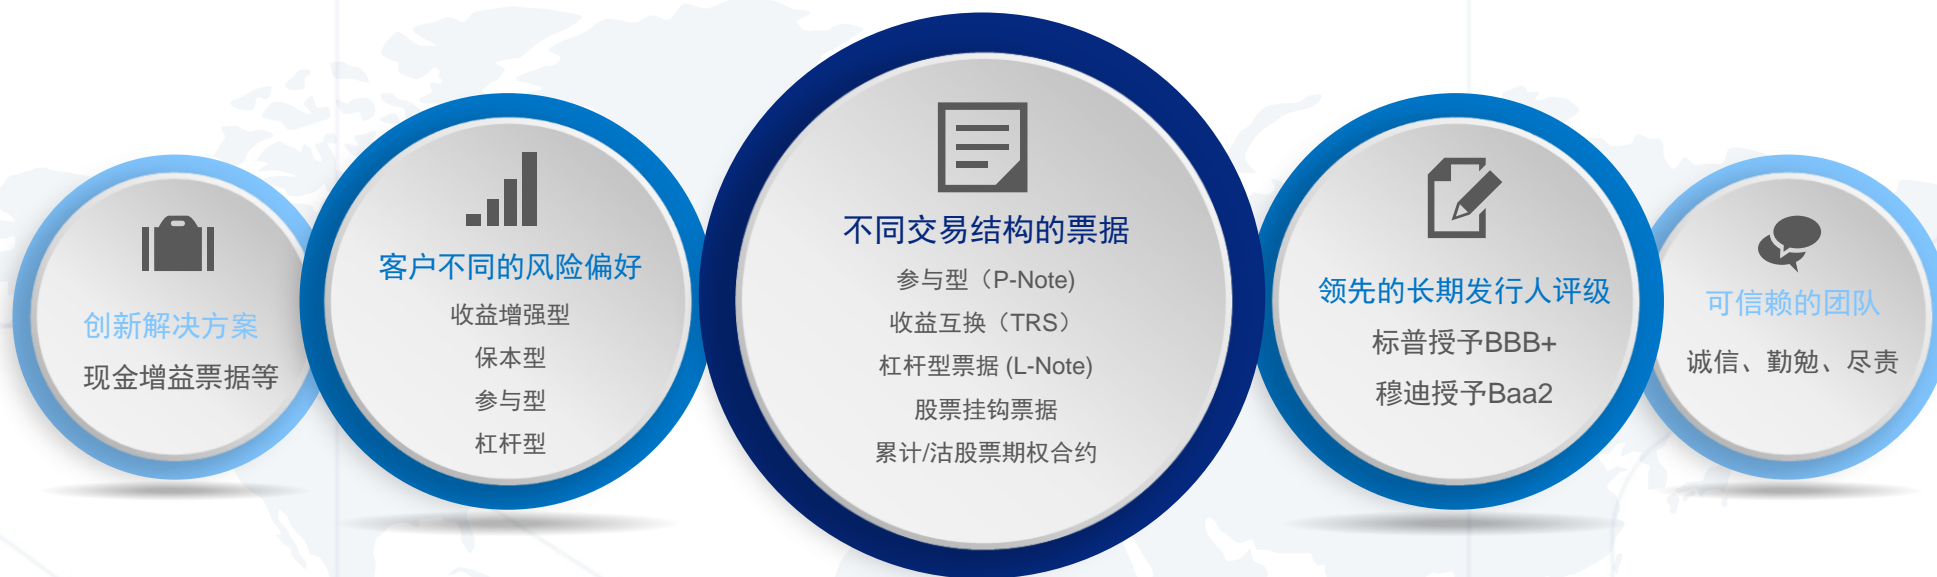 创新解决方案
现金增益票据等
客户不同的风险偏好
收益增强型
保本型
参与型
杠杆型
不同交易结构的票据
参与型（P-Note)
收益互换（TRS）
杠杆型票据 (L-Note)
股票挂钩票据
累计/沽股票期权合约
领先的长期发行人评级
标普授予BBB+
穆迪授予Baa2
可信赖的团队
诚信、勤勉、尽责